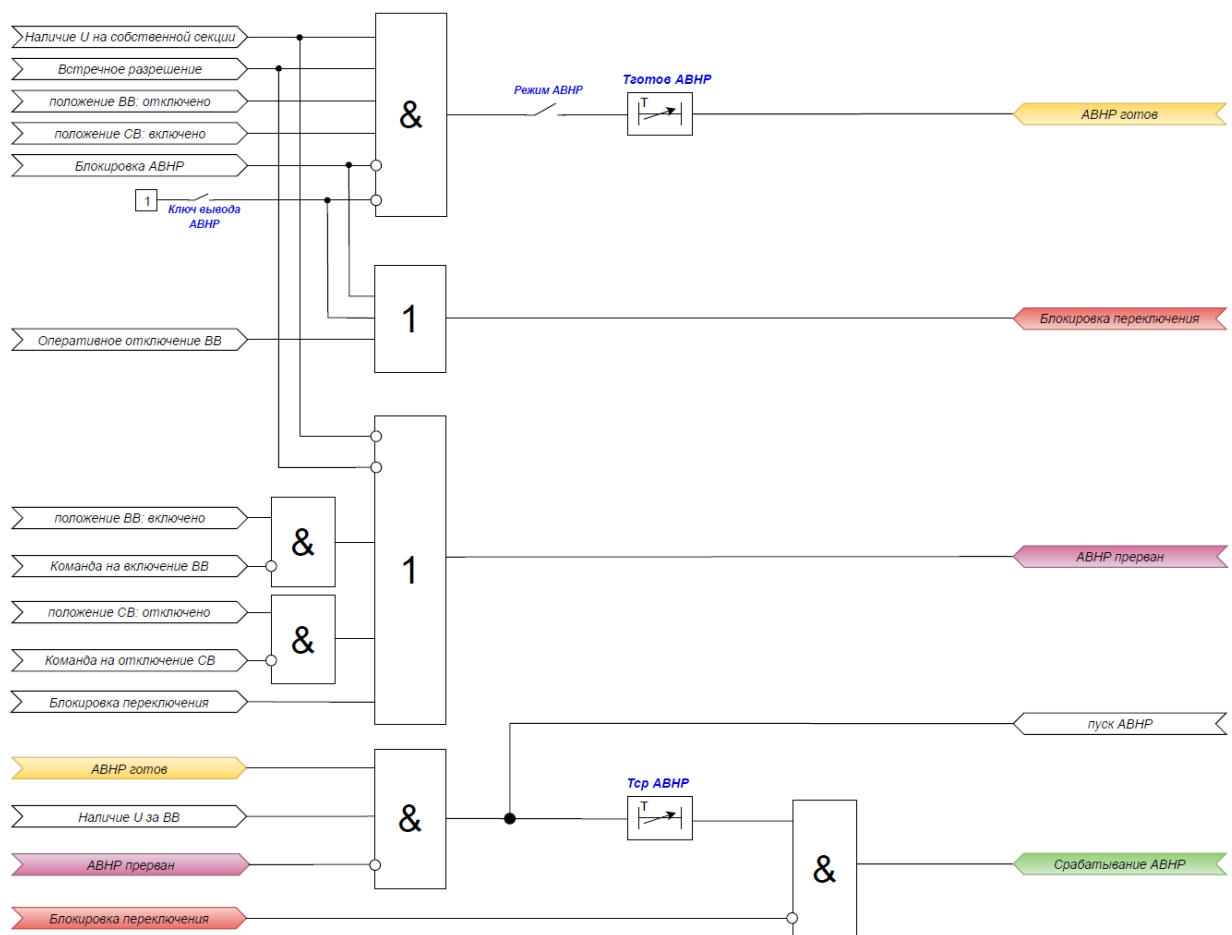 Наличие U на собственной секции
Встречное разрешение
положение ВВ: отключено
положение СВ: включено
Блокировка АВНР
1
Ключ вывода
АВНР
&
Режим АВНР
Тготов АВНР
T
АВНР готов
Оперативное отключение ВВ
1
Блокировка переключения
положение ВВ: включено
Команда на включение ВВ
&
положение СВ: отключено
Команда на отключение СВ
&
Блокировка переключения
1
АВНР прерван
АВНР готов
Наличие U за ВВ
АВНР прерван
&
пуск АВНР
Тср АВНР
T
Блокировка переключения
&
Срабатывание АВНР